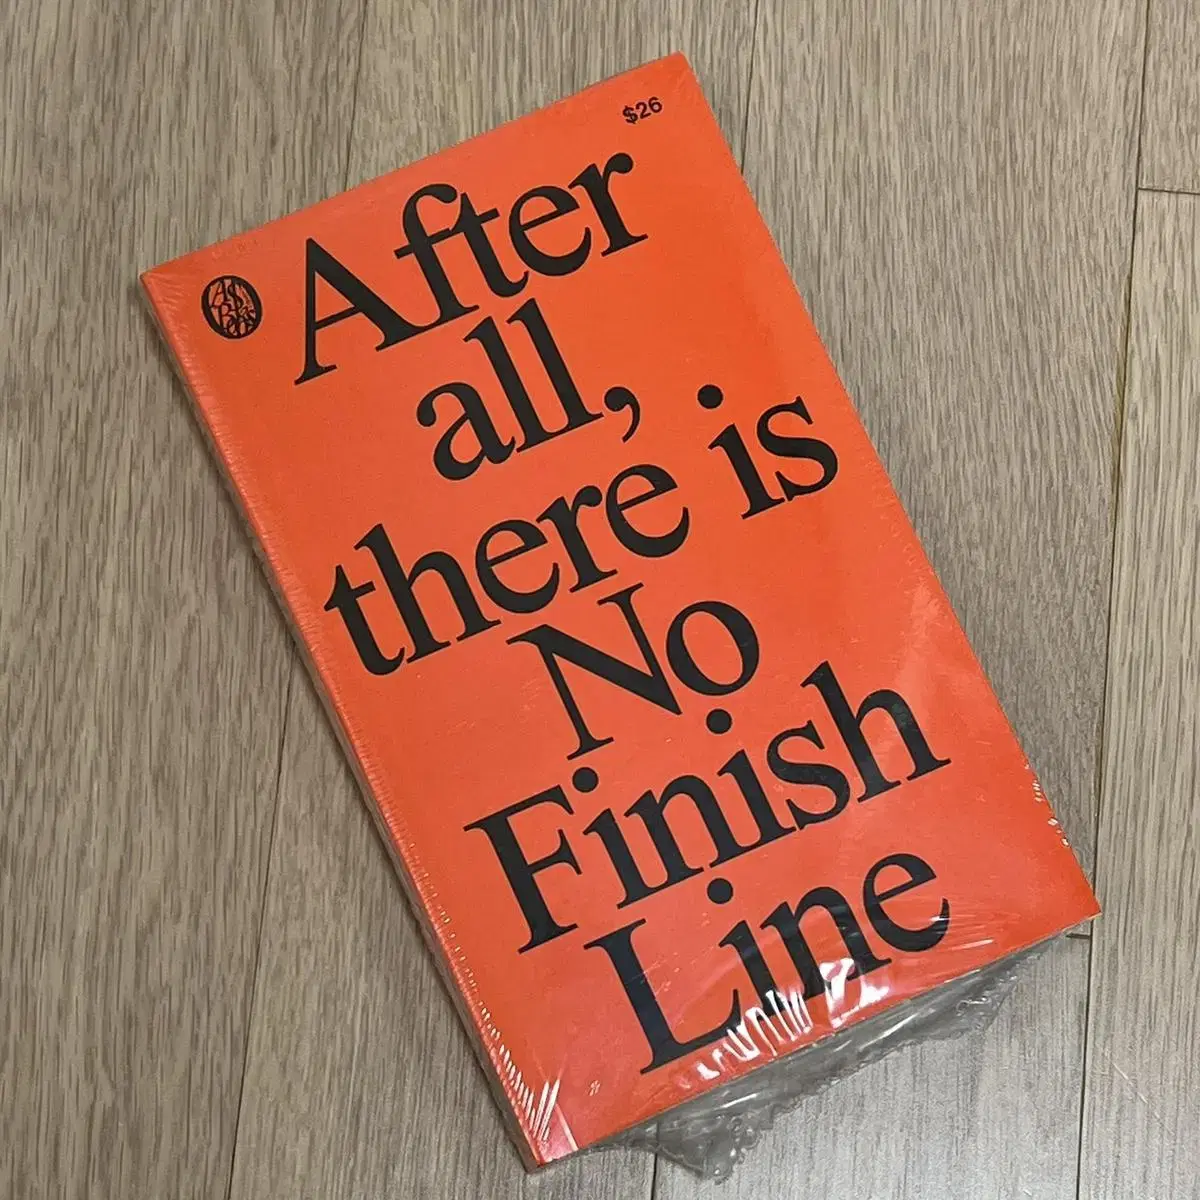 $26
After
all,
there is
No
Finish
Line